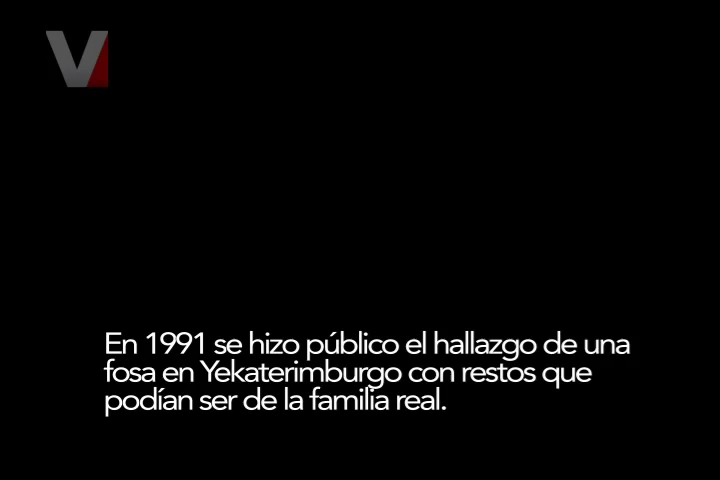 V
En 1991 se hizo público el hallazgo de una
fosa en Yekaterimburgo con restos que
podían ser de la familia real.